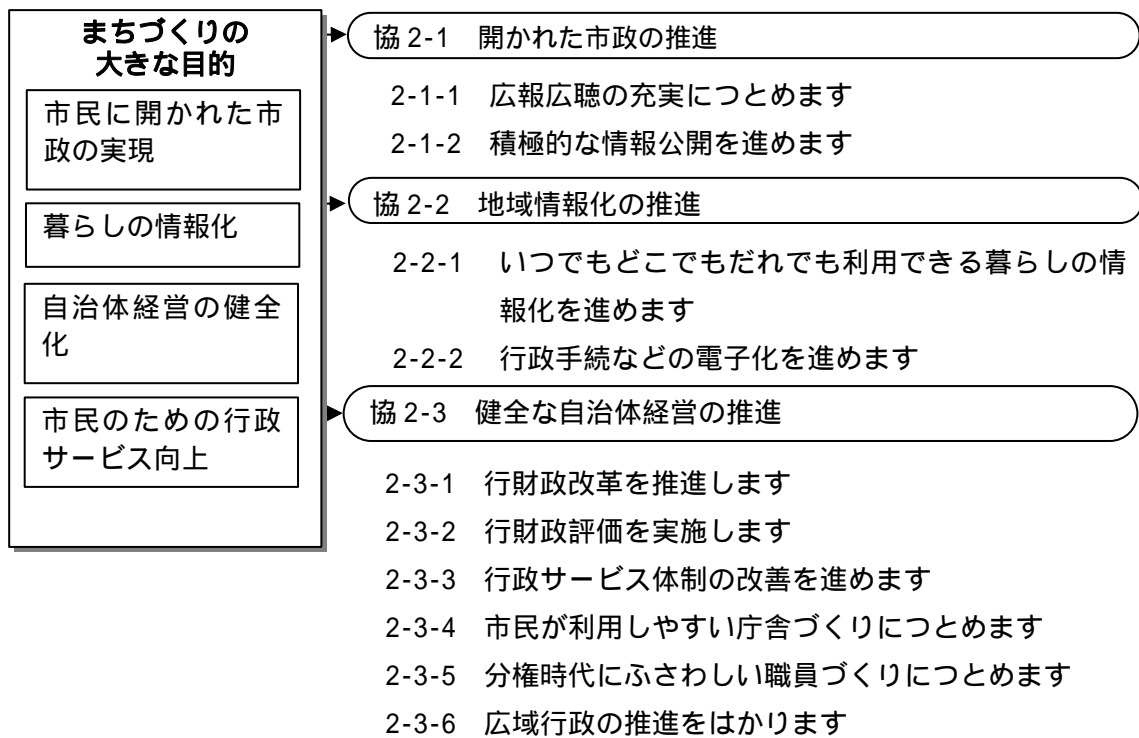 まちづくりの
大きな目的
市民に開かれた市
政の実現
暮らしの情報化
自治体経営の健全
化
市民のための行政
サービス向上
協 2-1 開かれた市政の推進
2-1-1 広報広聴の充実につとめます
2-1-2 積極的な情報公開を進めます
協 2-2 地域情報化の推進
2-2-1 いつでもどこでもだれでも利用できる暮らしの情
報化を進めます
2-2-2 行政手続などの電子化を進めます
協 2-3 健全な自治体経営の推進
2-3-1 行財政改革を推進します
2-3-2 行財政評価を実施します
2-3-3 行政サービス体制の改善を進めます
2-3-4 市民が利用しやすい庁舎づくりにつとめます
2-3-5 分権時代にふさわしい職員づくりにつとめます
2-3-6 広域行政の推進をはかります